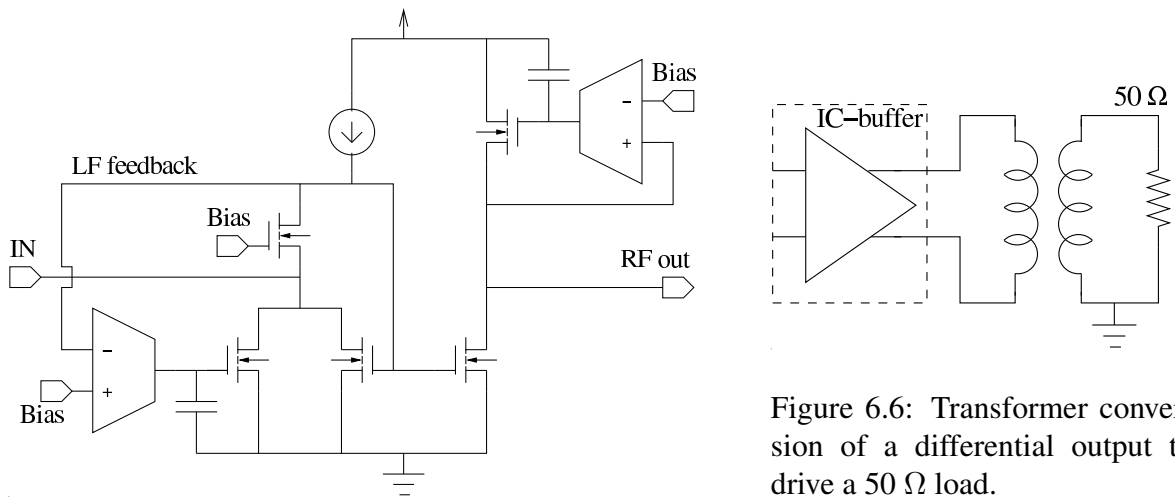 Bias
-
+
LF feedback
Bias
IN
RF out
-
+
Bias
50 Ω
IC-buffer
Figure 6.6: Transformer conver
sion of a differential output t
drive a 50 Ω load.